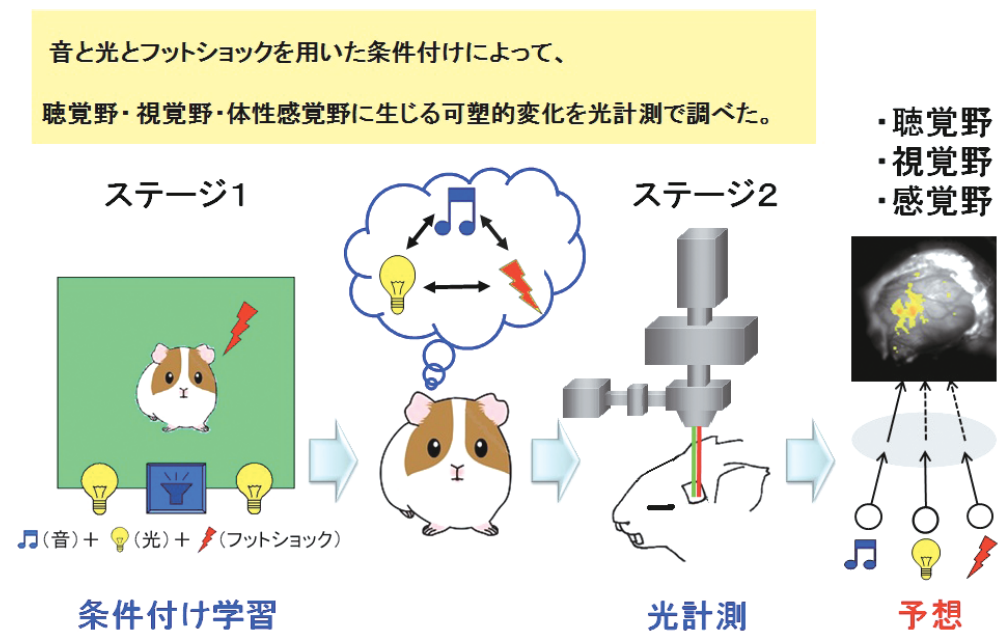 音と光とフットショックを用いた条件付けによって、
聴覚野・視覚野・体性感覚野に生じる可塑的変化を光計測で調べた。
・聴覚野
・視覚野
・感覚野
ステージ1
ステージ2
(音)+ (光)+ (フットショック)
条件付け学習
光計測
予想